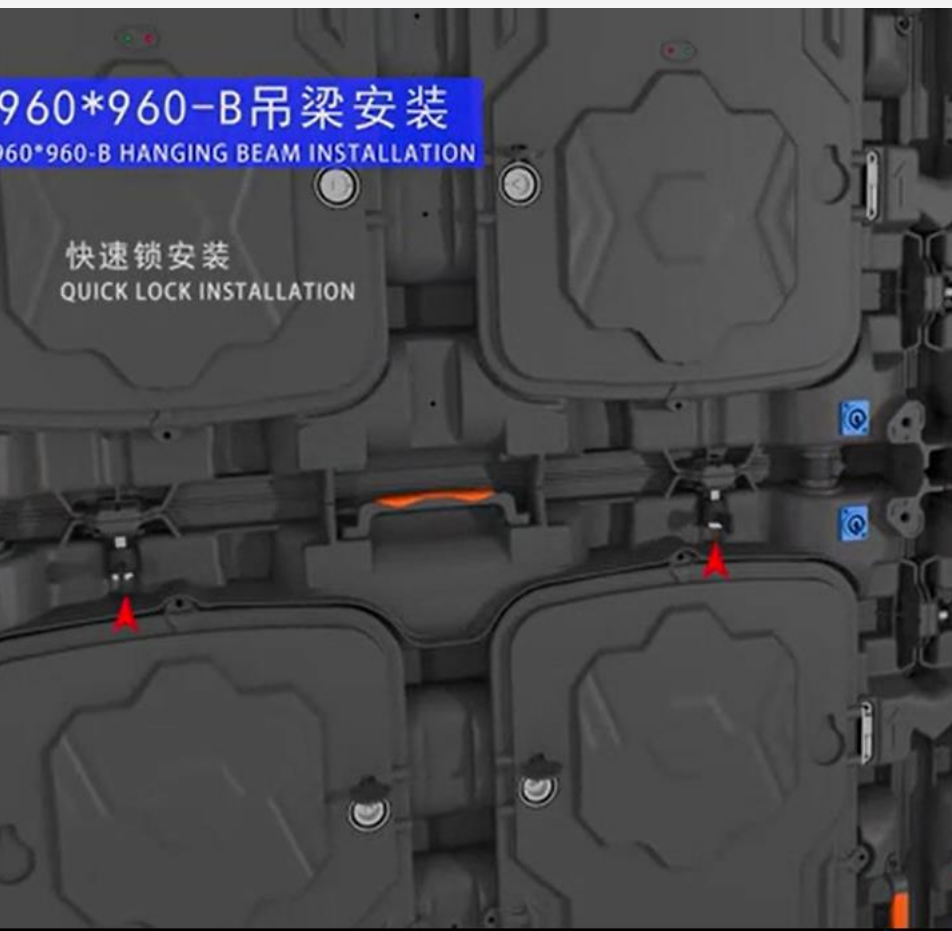 960*960-B吊梁安装
960*960-B HANGING BEAM INSTALLATION
快速锁安装
QUICK LOCK INSTALLATION